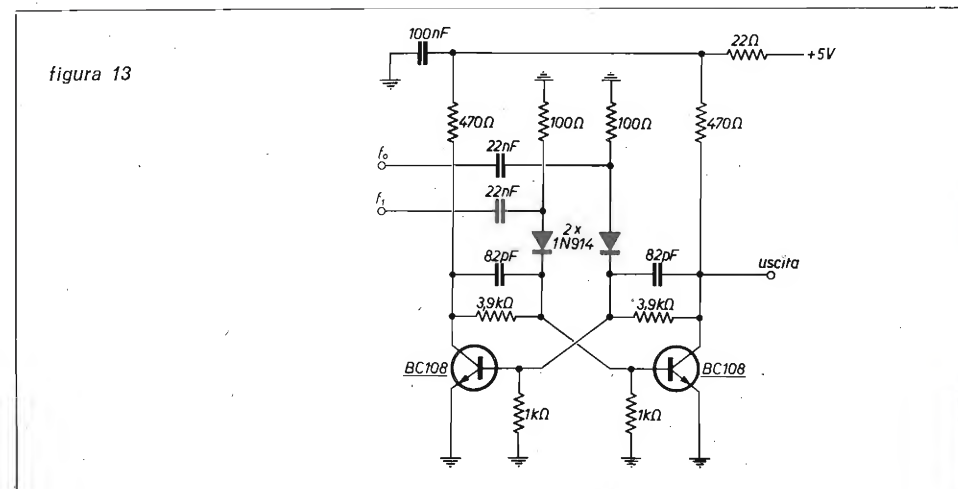 figura 13
100nF
22Ω
+5V
470Ω
100Ω
100Ω
470Ω
f₀
22nF
f₁
22nF
2x
1N914
82pF
82pF
uscita
3,9kΩ
3,9kΩ
BC108
BC108
1kΩ
1kΩ